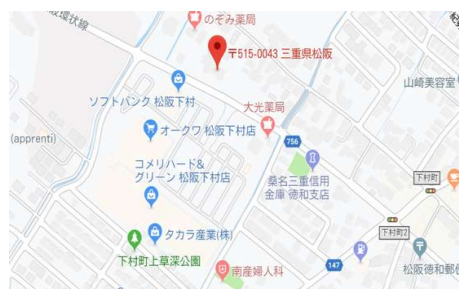 のぞみ薬局
〒515-0043 三重県松阪
山崎美容室
ソフトバンク 松阪下村
大光薬局
オークワ 松阪下村店
756
(apprenti)
コメリハード&
グリーン 松阪下村店
桑名三重信用
金庫 徳和支店
下村町
タカラ産業(株)
下村町2
下村町上草深公園
147
南産婦人科
松阪徳和郵便